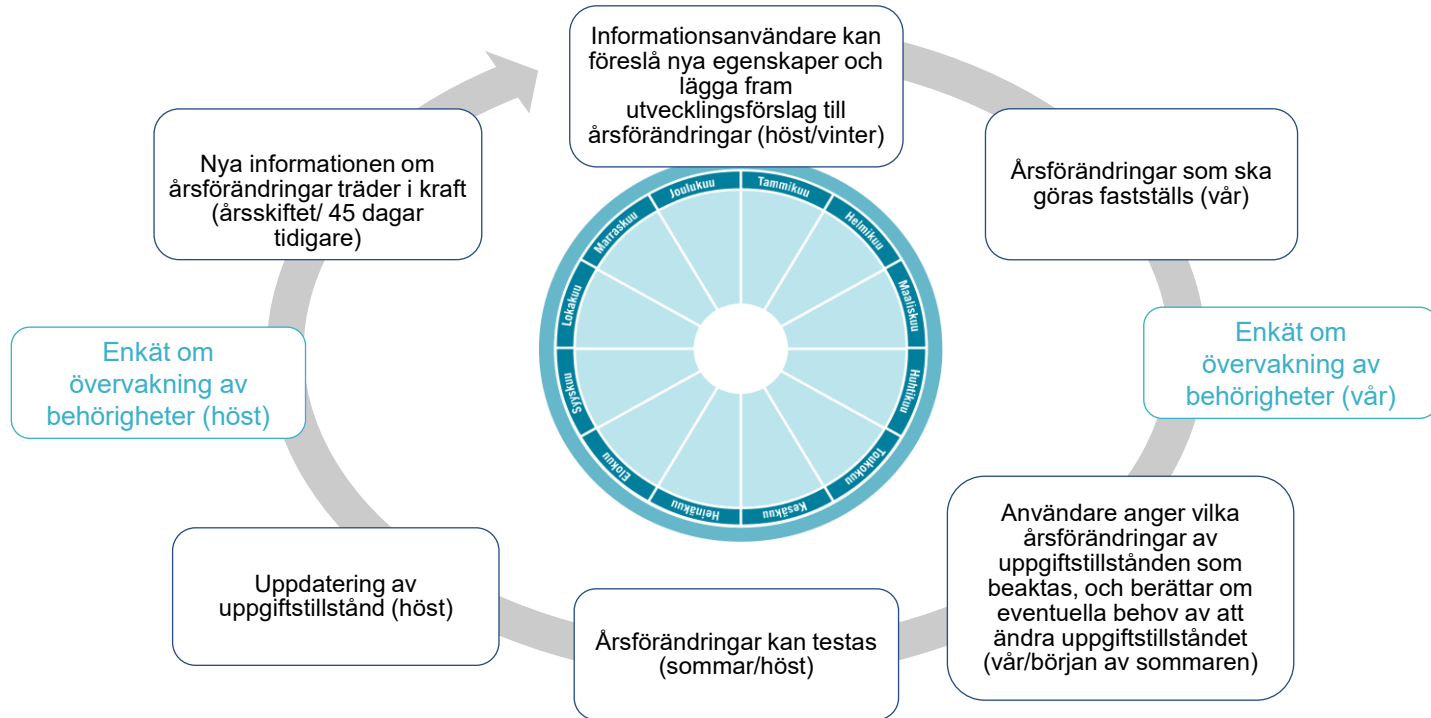 Informationsanvändare kan
föreslå nya egenskaper och
lägga fram
utvecklingsförslag till
årsförändringar (höst/vinter)
Årsförändringar som ska
göras fastställs (vår)
Enkät om
övervakning av
behörigheter (vår)
Användare anger vilka
årsförändringar av
uppgiftstillstånden som
beaktas, och berättar om
eventuella behov av att
ändra uppgiftstillståndet
(vår/början av sommaren)
Årsförändringar kan testas
(sommar/höst)
Uppdatering av
uppgiftstillstånd (höst)
Enkät om
övervakning av
behörigheter (höst)
Nya informationen om
årsförändringar träder i kraft
(årsskiftet/ 45 dagar
tidigare)
Tammikuu
Helmikuu
Maaliskuu
Huhtikuu
Toukokuu
Kesäkuu
Heinäkuu
Elokuu
Syyskuu
Lokakuu
Marraskuu
Joulukuu